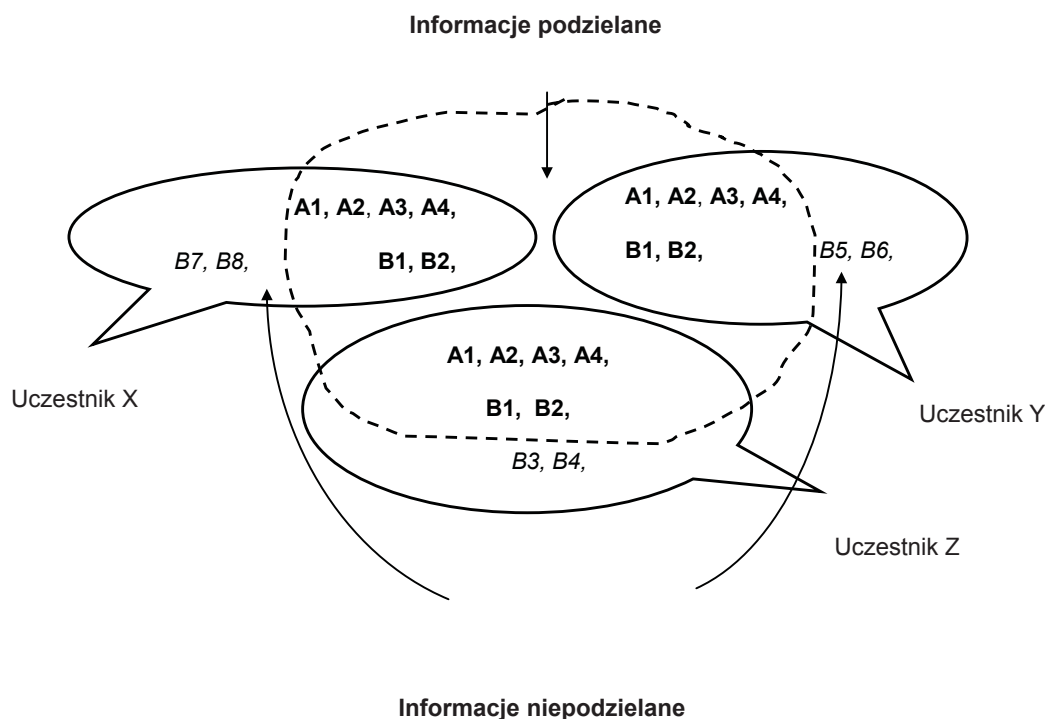 Informacje podzielane
A1, A2, A3, A4,
B7, B8,
B1, B2,
A1, A2, A3, A4,
B1, B2,
B5, B6,
A1, A2, A3, A4,
B1, B2,
B3, B4,
Uczestnik X
Uczestnik Y
Uczestnik Z
Informacje niepodzielane